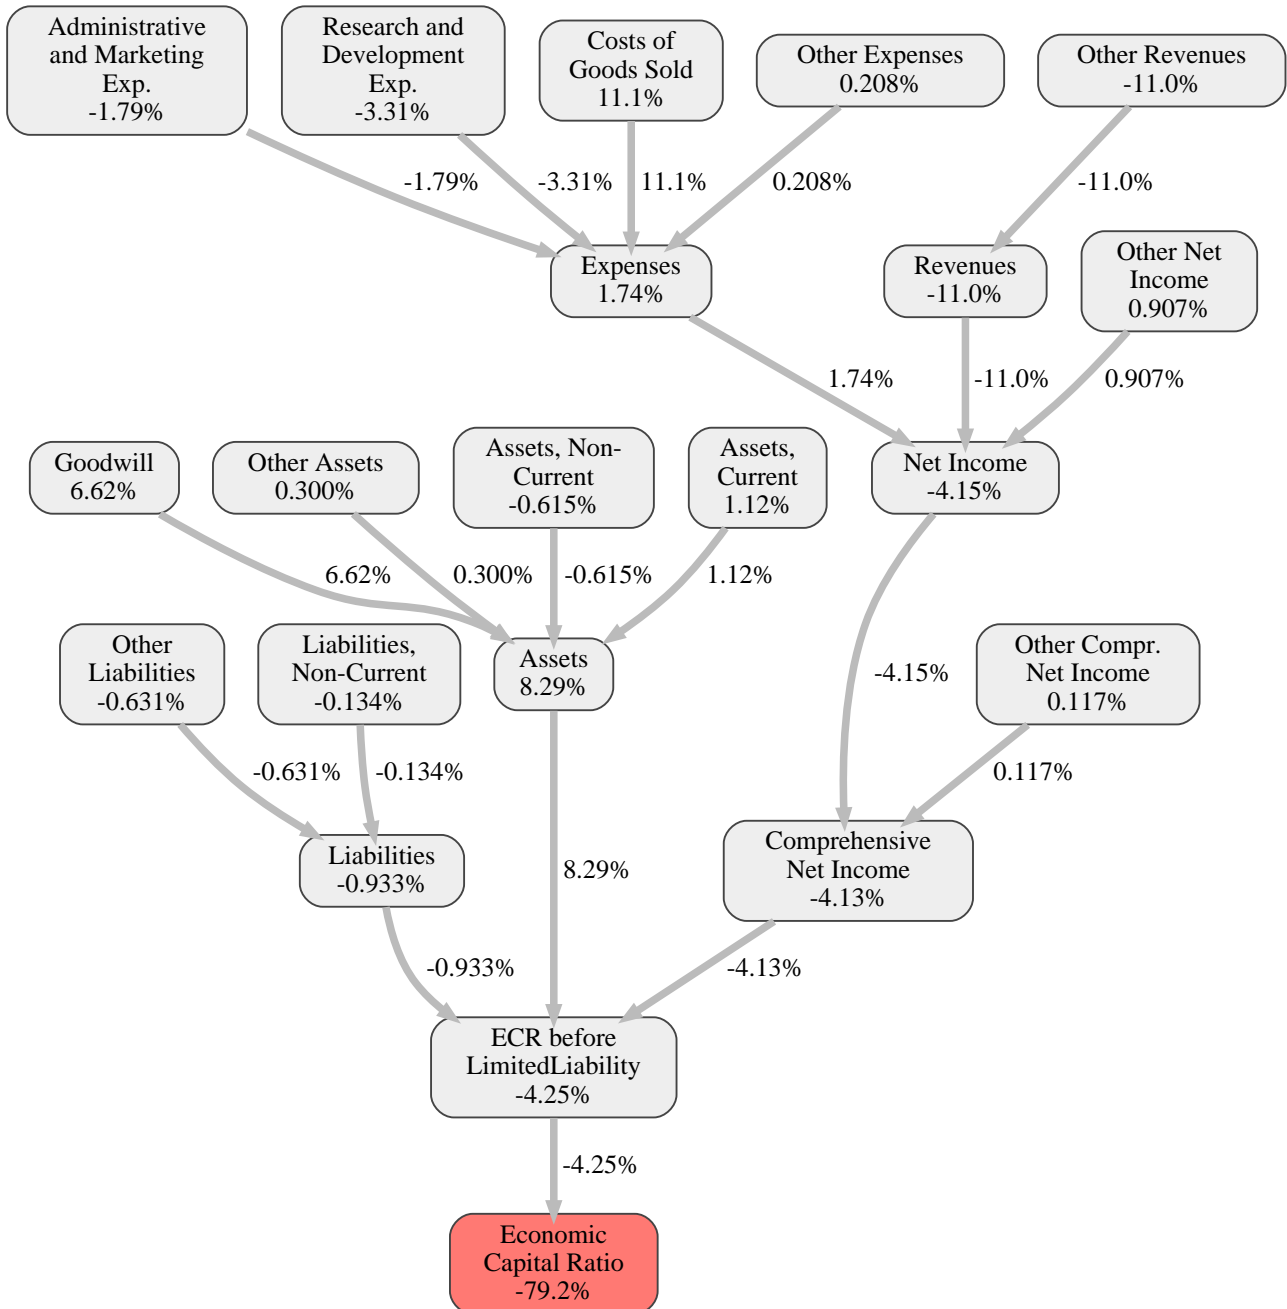 Administrative
and Marketing
Exp.
-1.79%
Research and
Development
Exp.
-3.31%
Costs of
Goods Sold
11.1%
Other Expenses
0.208%
Other Revenues
-11.0%
-1.79%
-3.31%
11.1%
0.208%
-11.0%
Expenses
1.74%
Revenues
-11.0%
Other Net
Income
0.907%
1.74%
-11.0%
0.907%
Goodwill
6.62%
Other Assets
0.300%
Assets, Non-
Current
-0.615%
Assets,
Current
1.12%
Net Income
-4.15%
6.62%
0.300%
-0.615%
1.12%
Other
Liabilities
-0.631%
Liabilities,
Non-Current
-0.134%
Assets
8.29%
-4.15%
Other Compr.
Net Income
0.117%
-0.631%
-0.134%
0.117%
Liabilities
-0.933%
8.29%
Comprehensive
Net Income
-4.13%
-0.933%
-4.13%
ECR before
LimitedLiability
-4.25%
-4.25%
Economic
Capital Ratio
-79.2%